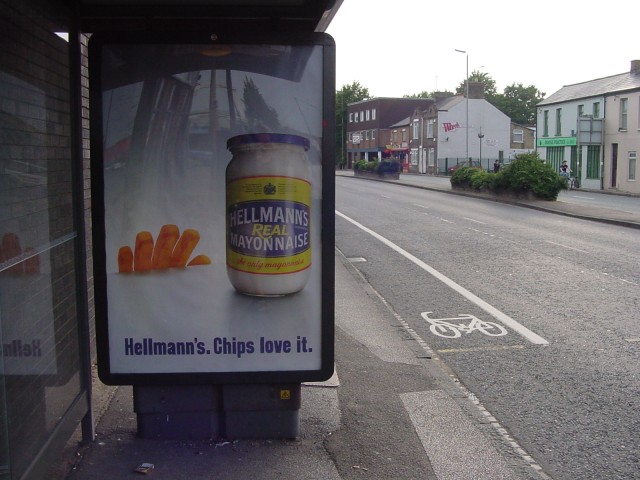 HELLMANN'S
REAL
MAYONNAISE
Hellmann's. Chips love it.